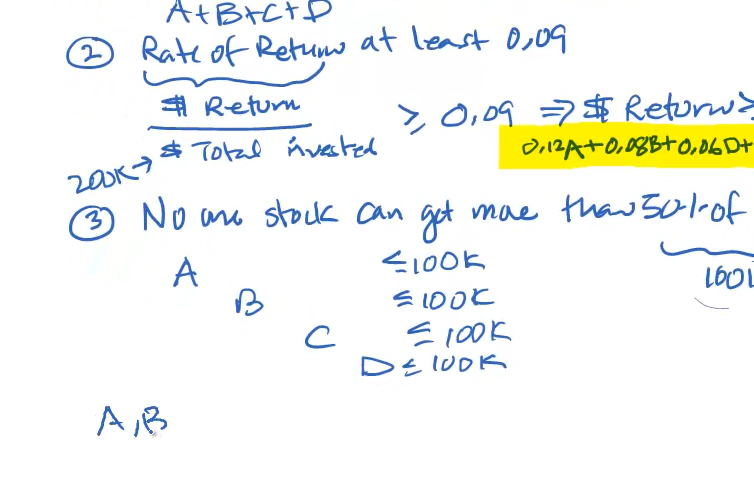 A+B+C+D
② Rate of Return at least 0,09
$ Return
≥ 0,09 ⇒ $ Return ≥
$ Total invested
0,12A+0,08B+0,06D+
200K →
③ No one stock can get more than 50% of
A ≤100K
B ≤100K
C ≤ 100K
D ≤ 100K
A,B